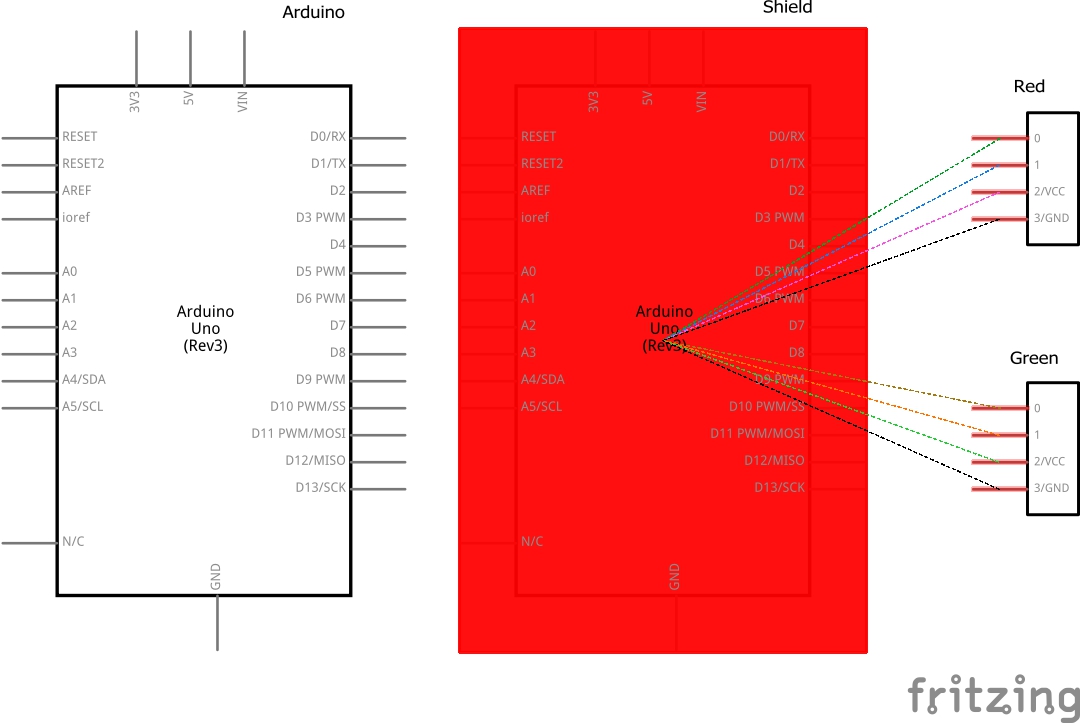 Arduino
3V3
5V
VIN
RESET
RESET2
AREF
ioref
A0
A1
A2
A3
A4/SDA
A5/SCL
N/C
D0/RX
D1/TX
D2
D3 PWM
D4
D5 PWM
D6 PWM
D7
D8
D9 PWM
D10 PWM/SS
D11 PWM/MOSI
D12/MISO
D13/SCK
Arduino
Uno
(Rev3)
GND
Shield
3V3
5V
VIN
RESET
RESET2
AREF
ioref
A0
A1
A2
A3
A4/SDA
A5/SCL
N/C
D0/RX
D1/TX
D2
D3 PWM
D4
D5 PWM
D6 PWM
D7
D8
D9 PWM
D10 PWM/SS
D11 PWM/MOSI
D12/MISO
D13/SCK
Arduino
Uno
(Rev3)
GND
Red
0
1
2/VCC
3/GND
Green
0
1
2/VCC
3/GND
fritzing